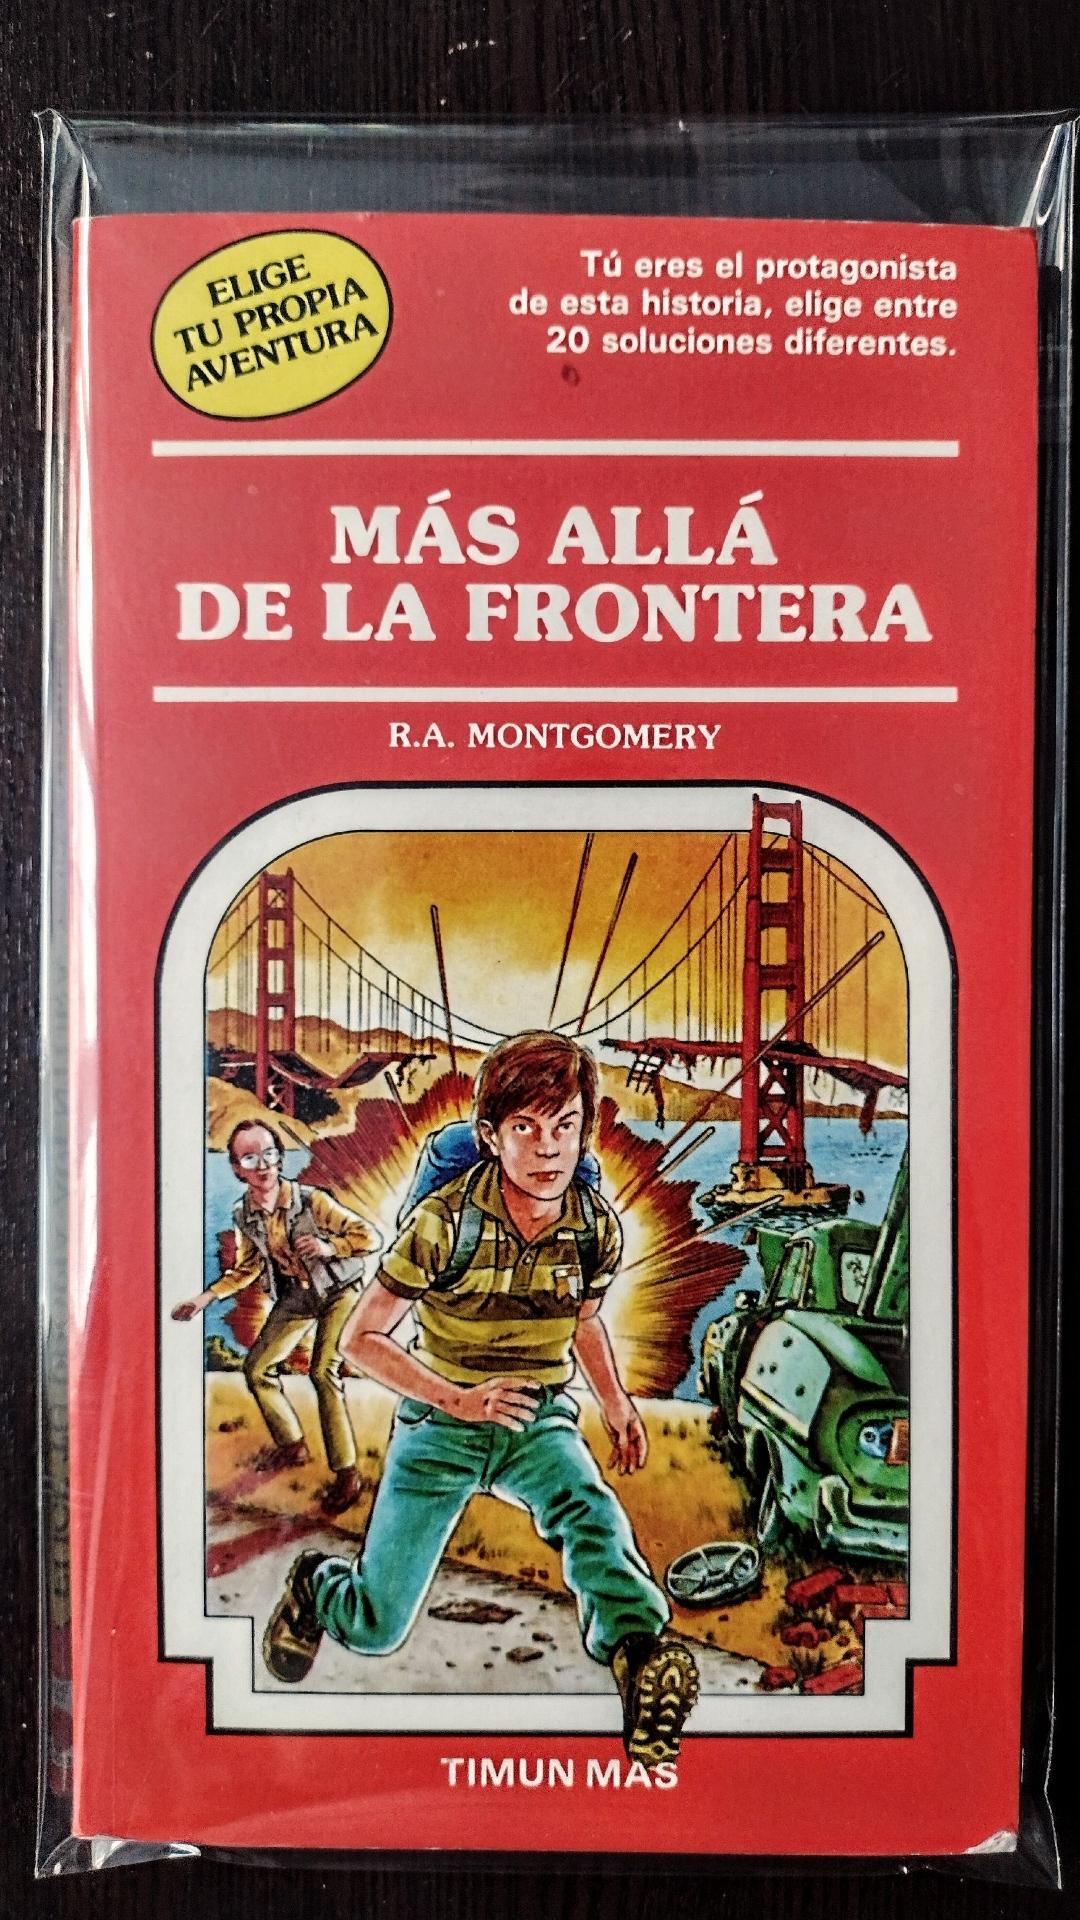 ELIGE
TU PROPIA
AVENTURA
Tú eres el protagonista
de esta historia, elige entre
20 soluciones diferentes.
MÁS ALLÁ
DE LA FRONTERA
R.A. MONTGOMERY
TIMUN MAS